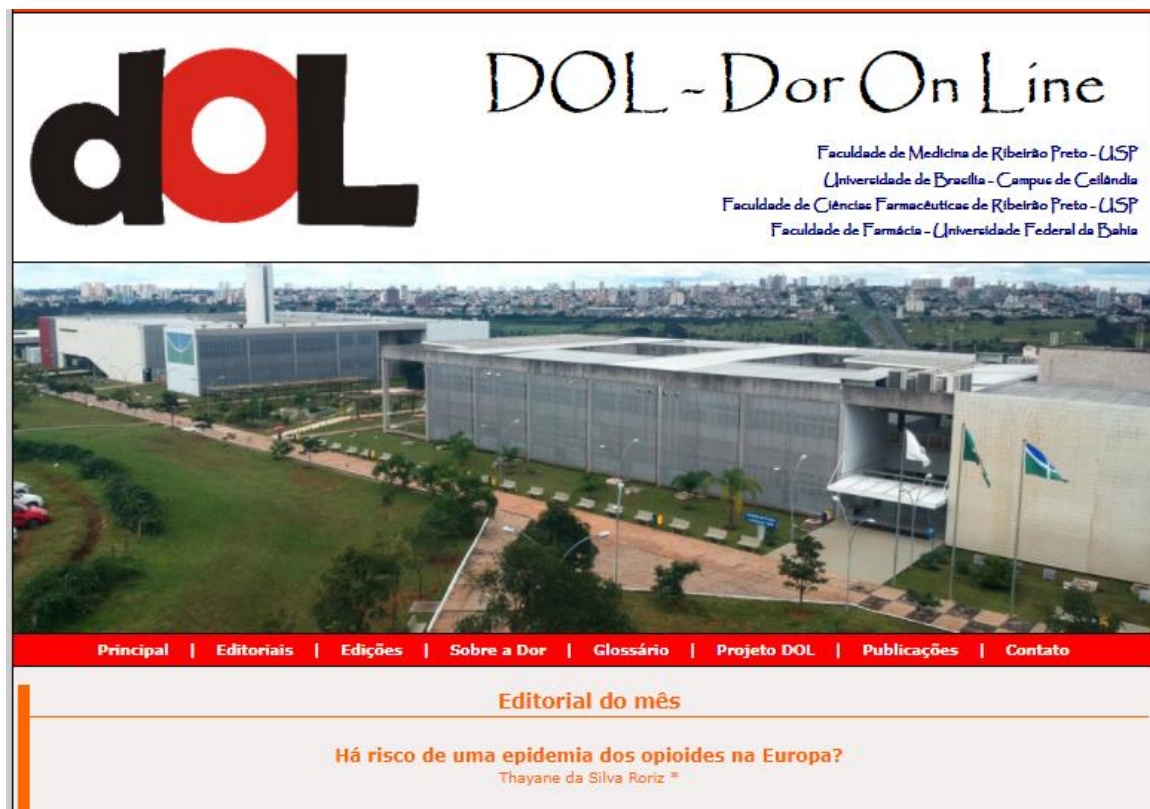 dOL
DOL - Dor On Line
Faculdade de Medicina de Ribeirão Preto - USP
Universidade de Brasília - Campus de Ceilândia
Faculdade de Ciências Farmacêuticas de Ribeirão Preto - USP
Faculdade de Farmácia - Universidade Federal da Bahia
Principal | Editoriais | Edições | Sobre a Dor | Glossário | Projeto DOL | Publicações | Contato
Editorial do mês
Há risco de uma epidemia dos opioides na Europa?
Thayane da Silva Roriz *